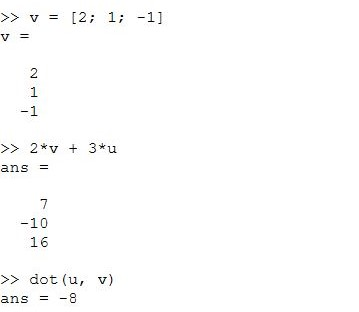 >> v = [2; 1; -1]
v =
2
1
-1
>> 2*v + 3*u
ans =
7
-10
16
>> dot(u, v)
ans = -8